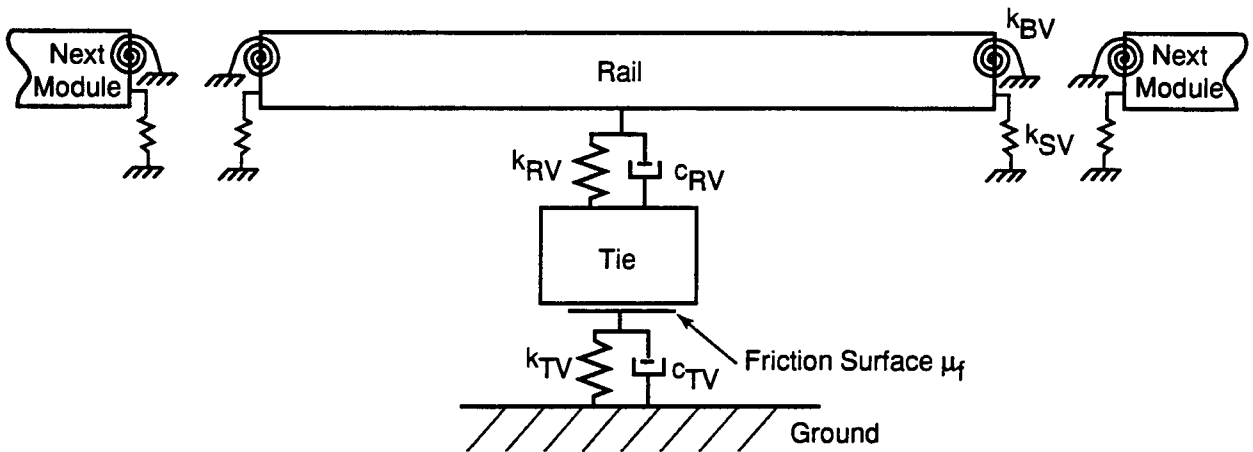 Next
Module
Rail
k_BV
Next
Module
k_SV
k_RV
c_RV
Tie
k_TV
c_TV
Friction Surface μ_f
Ground